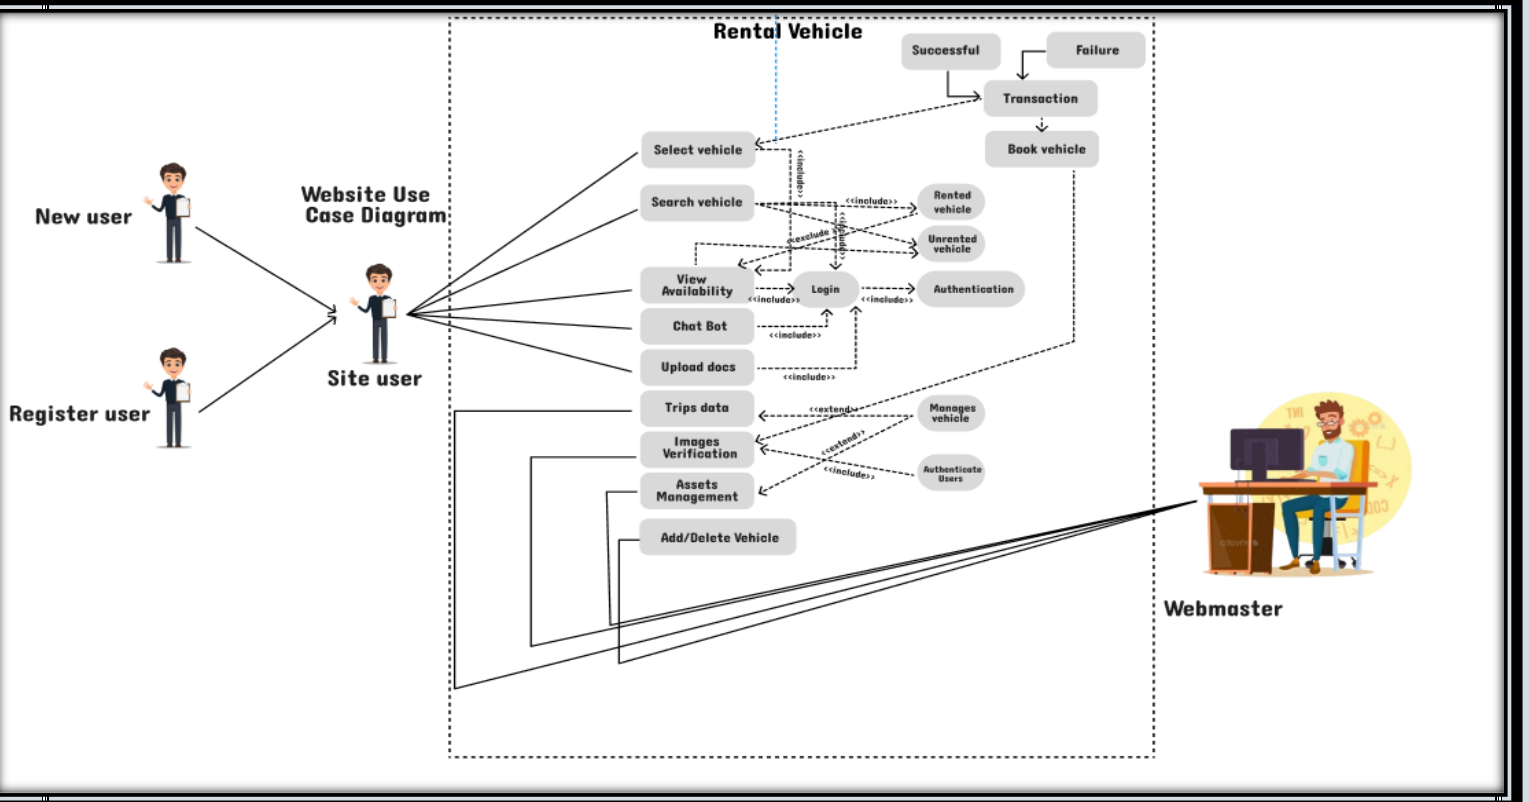 Rental Vehicle
Successful
Failure
Transaction
Book vehicle
Select vehicle
<<include>>
Search vehicle
<<include>>
Rented
vehicle
<<include>>
<<exclude
Unrented
vehicle
View
Availability
<<include>>
Login
<<include>>
Authentication
Chat Bot
<<include>>
Upload docs
<<include>>
Trips data
<<extend>>
Manages
vehicle
Images
Verification
<<extend>>
<<include>>
Authenticate
Users
Assets
Management
Add/Delete Vehicle
Website Use
Case Diagram
New user
Site user
Register user
Webmaster
INT